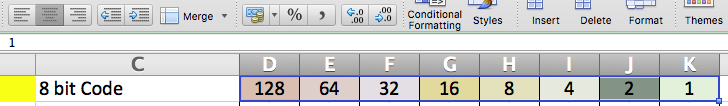 Merge % , .0 .00 .00 .0 Conditional Formatting Styles Insert Delete Format Themes
1
C D E F G H I J K
8 bit Code 128 64 32 16 8 4 2 1